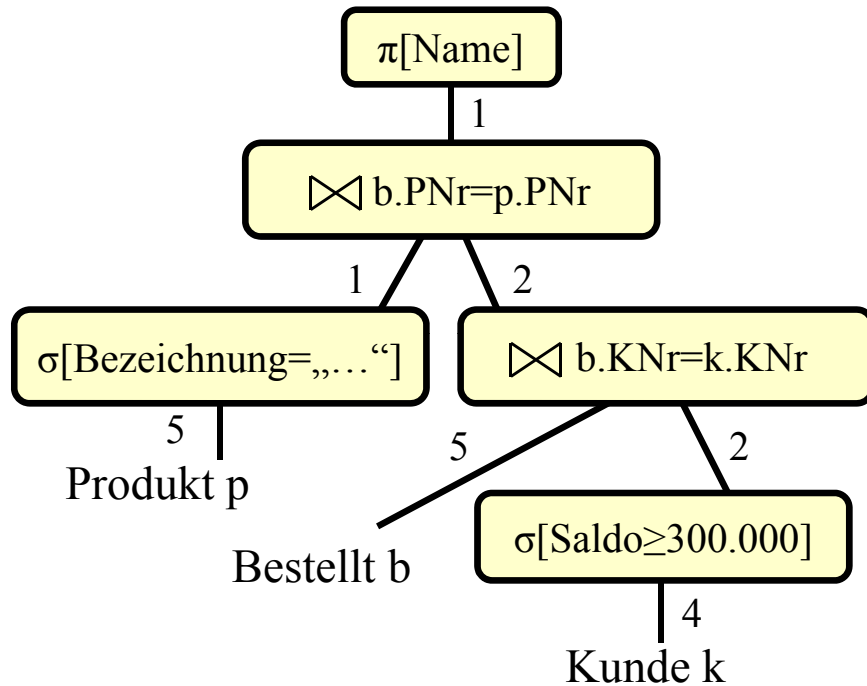 π[Name]
1
⋈ b.PNr=p.PNr
1
2
σ[Bezeichnung=„…“]
⋈ b.KNr=k.KNr
5
5
2
Produkt p
Bestellt b
σ[Saldo≥300.000]
4
Kunde k